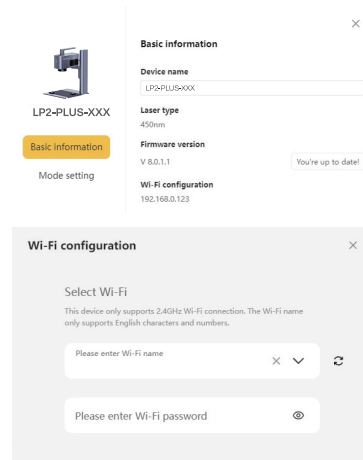 Basic information
Device name
LP2-PLUS-XXX
LP2-PLUS-XXX
Laser type
450nm
Basic information
Firmware version
V 8.0.1.1
You're up to date!
Mode setting
Wi-Fi configuration
192.168.0.123
Wi-Fi configuration
Select Wi-Fi
This device only supports 2.4GHz Wi-Fi connection. The Wi-Fi name
only supports English characters and numbers.
Please enter Wi-Fi name
Please enter Wi-Fi password